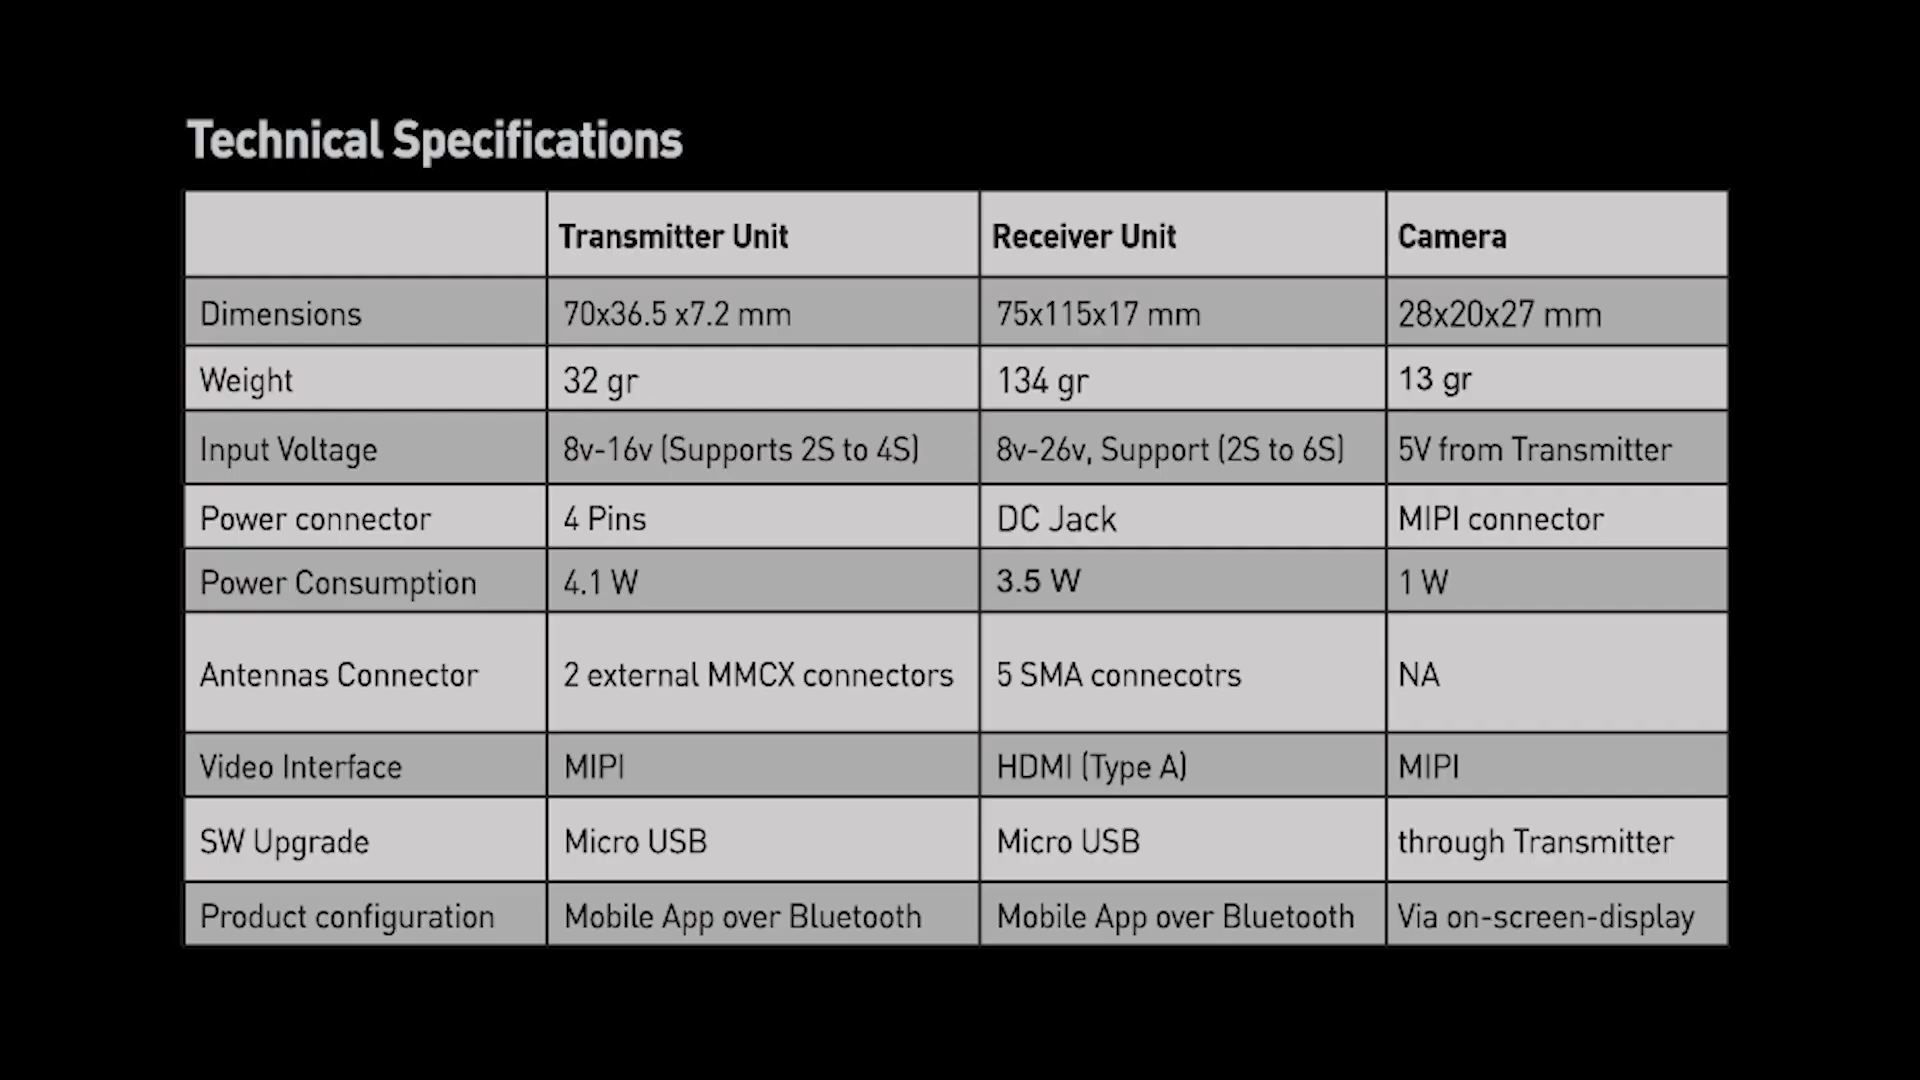 Technical Specifications
Transmitter Unit Receiver Unit Camera
Dimensions 70x36.5 x7.2 mm 75x115x17 mm 28x20x27 mm
Weight 32 gr 134 gr 13 gr
Input Voltage 8v-16v (Supports 2S to 4S) 8v-26v, Support (2S to 6S) 5V from Transmitter
Power connector 4 Pins DC Jack MIPI connector
Power Consumption 4.1 W 3.5 W 1 W
Antennas Connector 2 external MMCX connectors 5 SMA connecotrs NA
Video Interface MIPI HDMI (Type A) MIPI
SW Upgrade Micro USB Micro USB through Transmitter
Product configuration Mobile App over Bluetooth Mobile App over Bluetooth Via on-screen-display